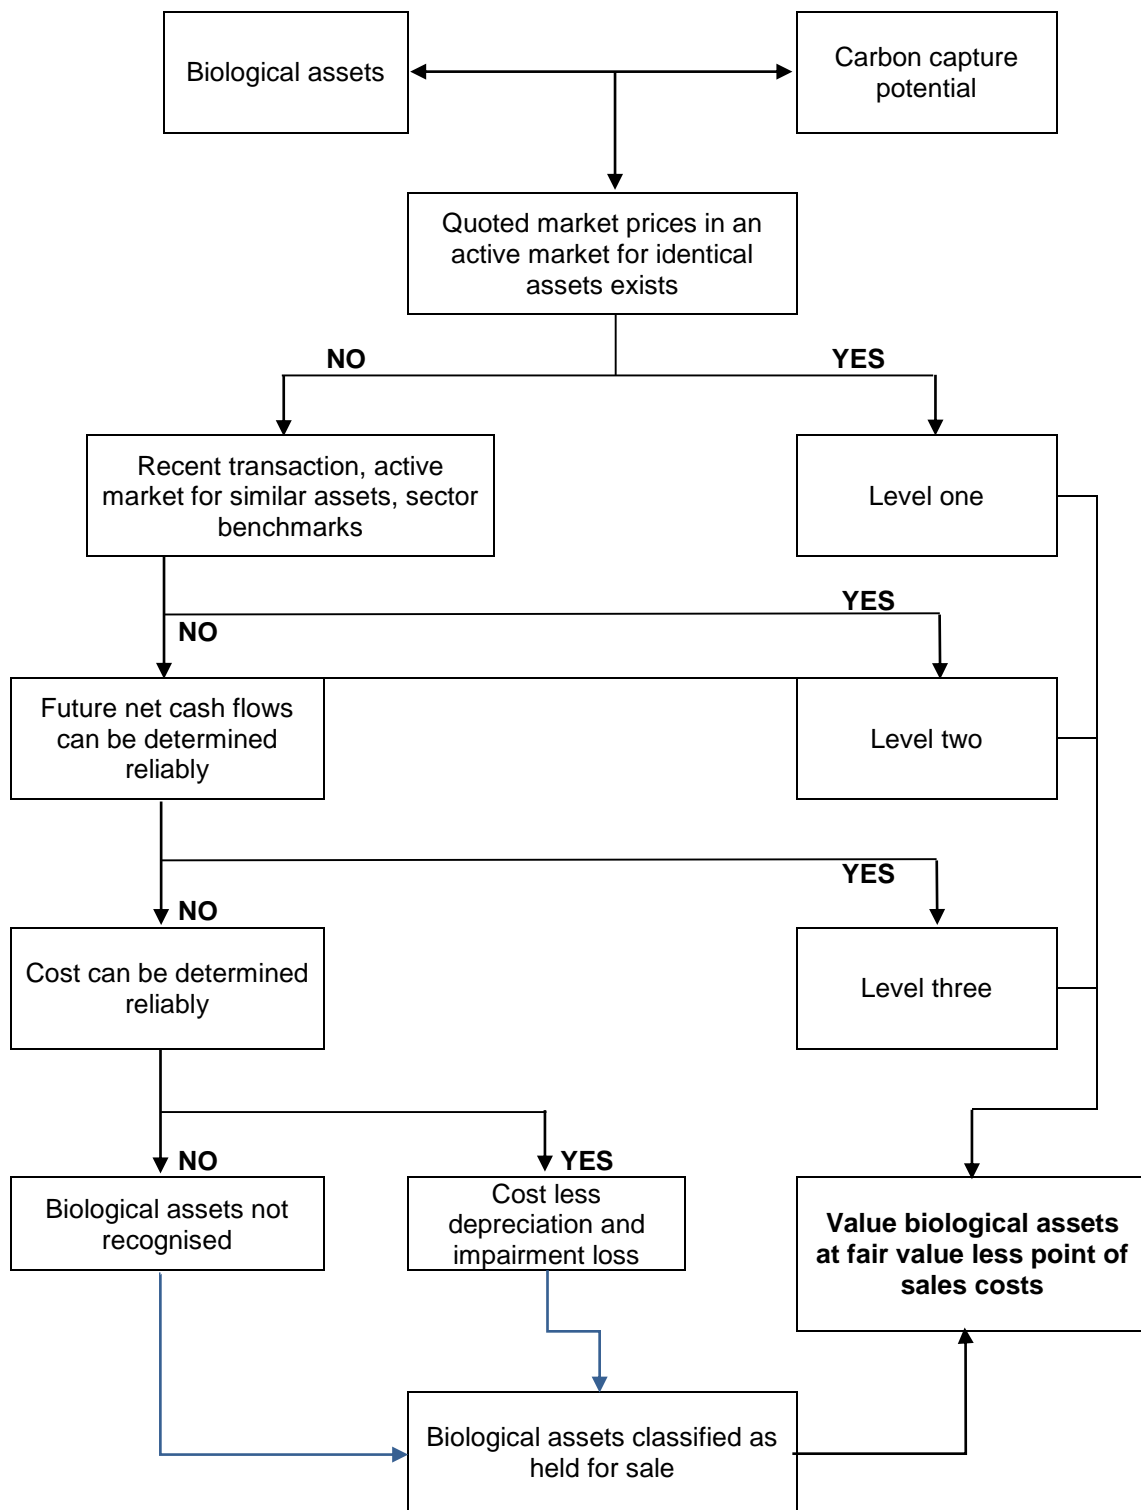 Biological assets
Carbon capture
potential
Quoted market prices in an
active market for identical
assets exists
NO
YES
Recent transaction, active
market for similar assets, sector
benchmarks
Level one
YES
NO
Future net cash flows
can be determined
reliably
Level two
YES
NO
Cost can be determined
reliably
Level three
NO
YES
Biological assets not
recognised
Cost less
depreciation and
impairment loss
Value biological assets
at fair value less point of
sales costs
Biological assets classified as
held for sale